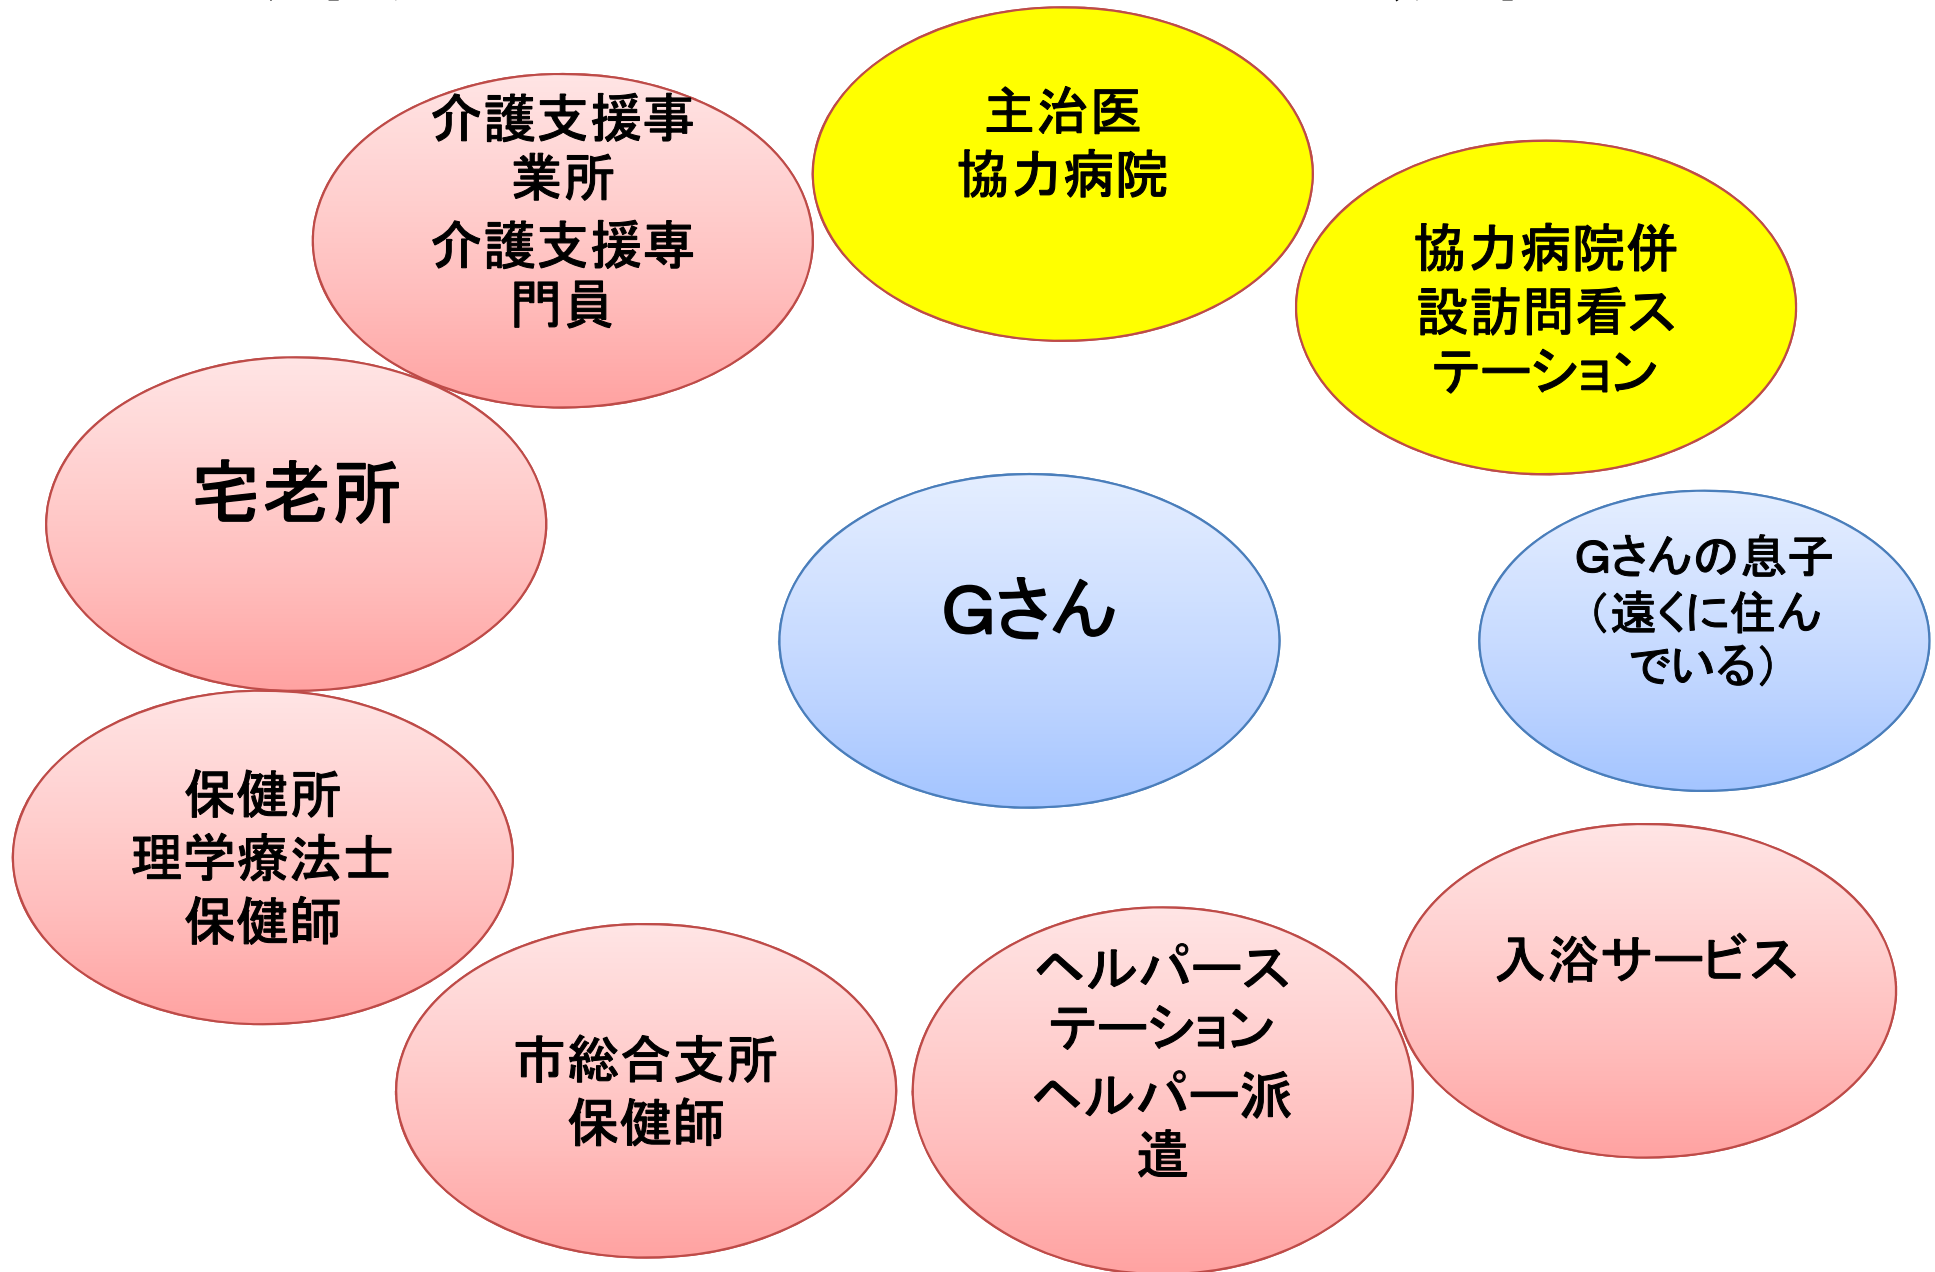 主治医
協力病院
介護支援事
業所
介護支援専
門員
協力病院併
設訪問看ス
テーション
宅老所
Gさん
Gさんの息子
（遠くに住ん
でいる）
保健所
理学療法士
保健師
市総合支所
保健師
ヘルパース
テーション
ヘルパー派
遣
入浴サービス